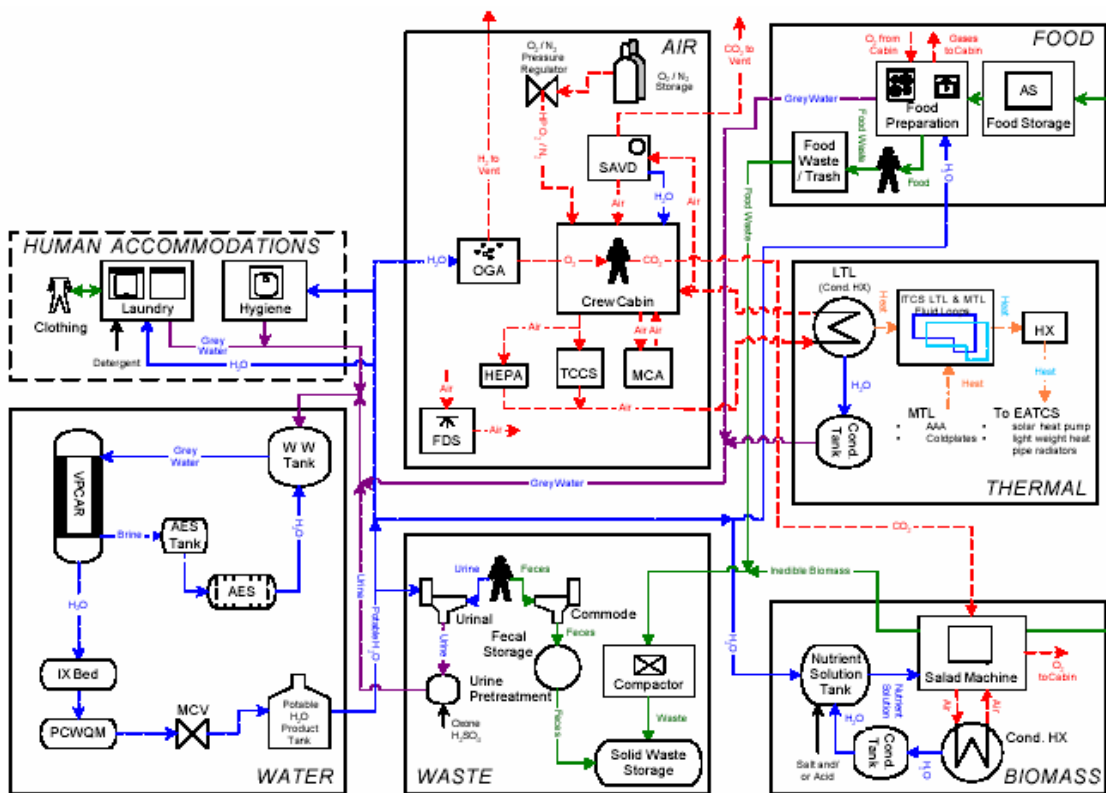 AIR
O2 / N2
Pressure
Regulator
O2 / N2
Storage
CO2 to
Vent
HPO2 / N2
H2 to
Vent
SAVD
Air
H2O
Air
H2O
OGA
O2
CO2
Crew Cabin
Air
Air
Air
HEPA
TCCS
MCA
Air
Air
FDS
Air
FOOD
O2 from
Cabin
Gases
to Cabin
Grey Water
Food
Preparation
AS
Food Storage
Food Waste
Food
Waste
/ Trash
Food
H2O
Food Waste
HUMAN ACCOMMODATIONS
Clothing
Laundry
Hygiene
Detergent
Grey
Water
H2O
THERMAL
LTL
(Cond. HX)
Heat
ITCS LTL & MTL
Fluid Loops
Heat
HX
Heat
Heat
H2O
Cond.
Tank
MTL
• AAA
• Coldplates
To EATCS
• solar heat pump
• light weight heat
pipe radiators
Grey Water
WATER
VPCAR
Grey
Water
W W
Tank
Brine
AES
Tank
AES
H2O
H2O
IX Bed
PCWQM
MCV
Potable
H2O
Product
Tank
Urine
Potable H2O
WASTE
Urine
Feces
Urinal
Commode
Urine
Fecal
Storage
Feces
Urine
Pretreatment
Ozone
H2SO3
Feces
Compactor
Waste
Solid Waste
Storage
Inedible Biomass
H2O
CO2
BIOMASS
Nutrient
Solution
Tank
Nutrient
Solution
Salad Machine
O2
to Cabin
Air
Air
H2O
Cond.
Tank
H2O
Cond. HX
Salt and/
or Acid